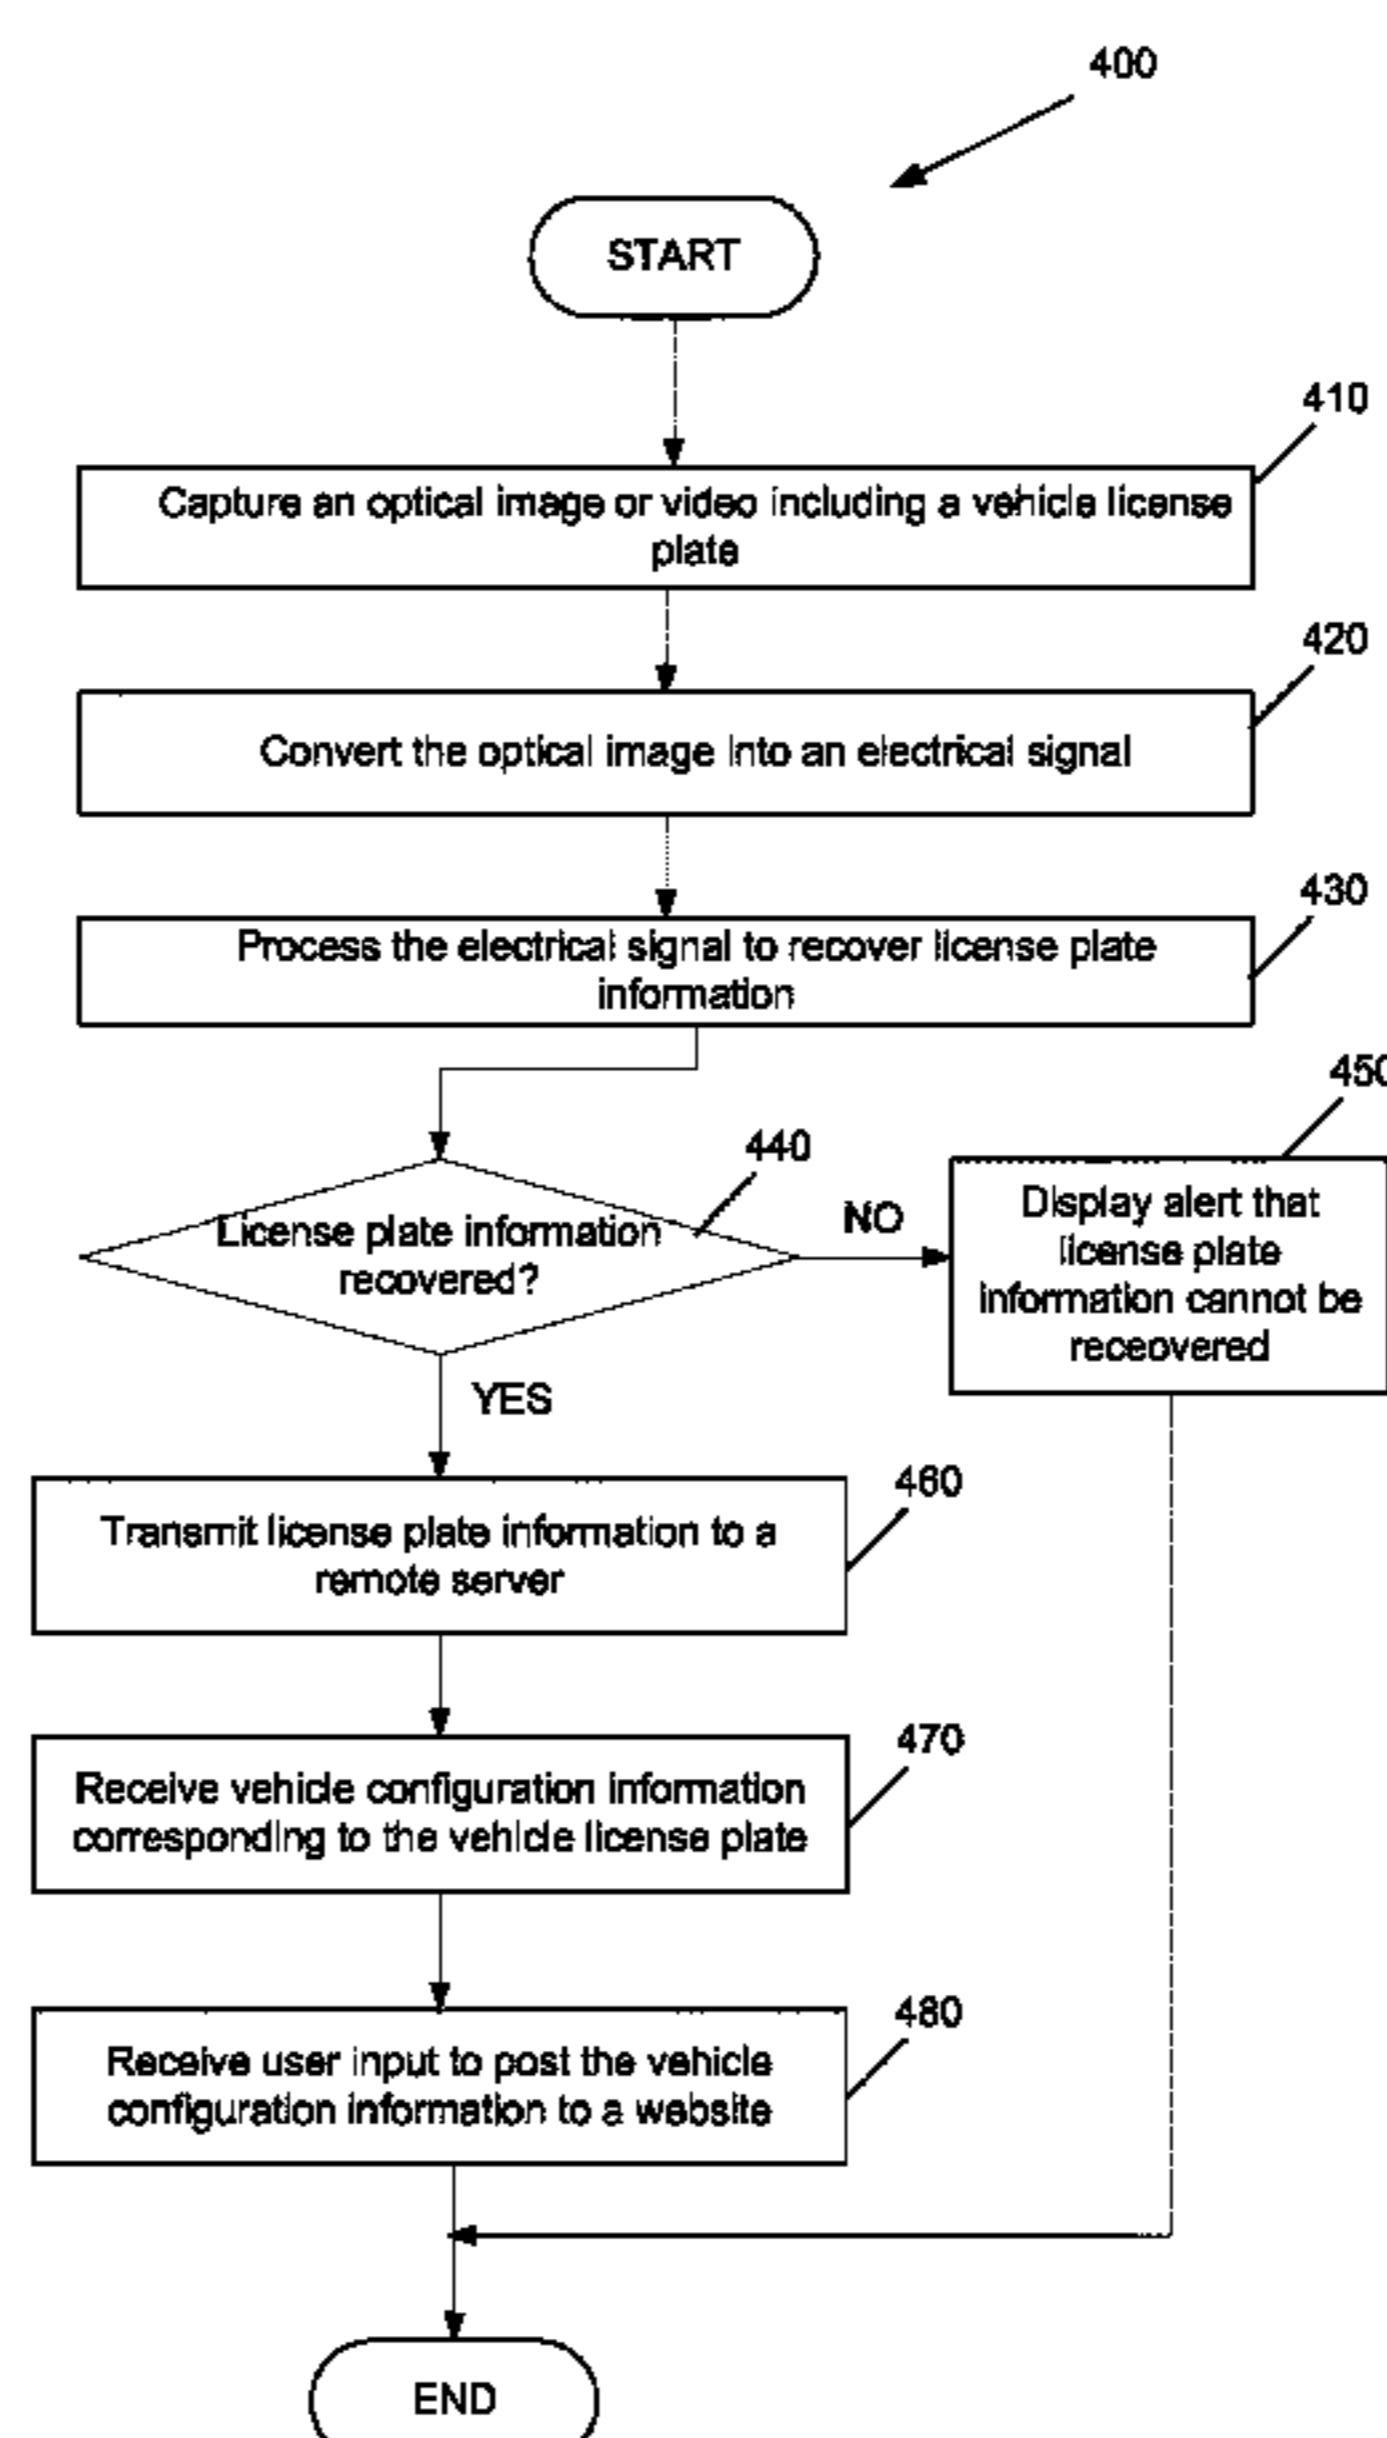 400
START
410
Capture an optical image or video including a vehicle license
plate
420
Convert the optical image into an electrical signal
430
Process the electrical signal to recover license plate
information
450
440
License plate information
recovered?
NO
Display alert that
license plate
information cannot be
receovered
YES
460
Transmit license plate information to a
remote server
470
Receive vehicle configuration information
corresponding to the vehicle license plate
480
Receive user input to post the vehicle
configuration information to a website
END